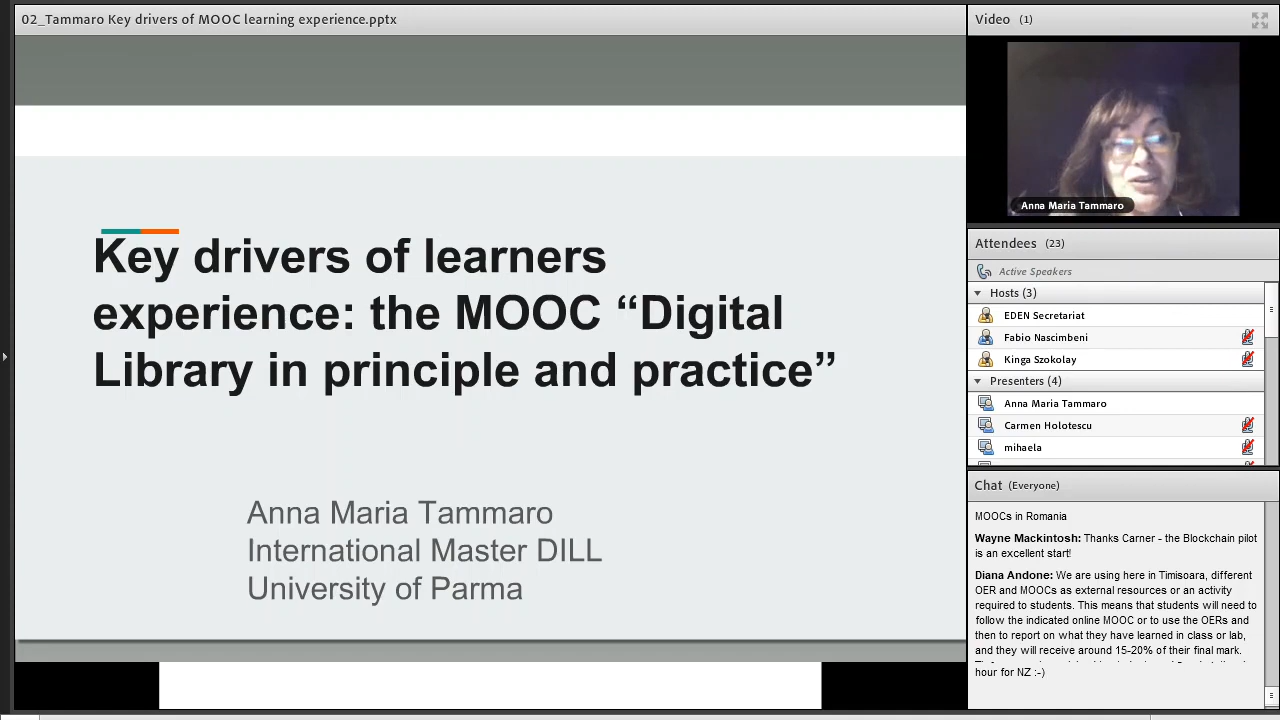 02_Tammaro Key drivers of MOOC learning experience.pptx
Key drivers of learners
experience: the MOOC “Digital
Library in principle and practice”
Anna Maria Tammaro
International Master DILL
University of Parma
Video (1)
Anna Maria Tammaro
Attendees (23)
Active Speakers
Hosts (3)
EDEN Secretariat
Fabio Nascimbeni
Kinga Szokolay
Presenters (4)
Anna Maria Tammaro
Carmen Holotescu
mihaela
Chat (Everyone)
MOOCs in Romania
Wayne Mackintosh: Thanks Carner - the Blockchain pilot
is an excellent start!
Diana Andone: We are using here in Timisoara, different
OER and MOOCs as external resources or an activity
required to students. This means that students will need to
follow the indicated online MOOC or to use the OERs and
then to report on what they have learned in class or lab,
and they will receive around 15-20% of their final mark.
hour for NZ :-)